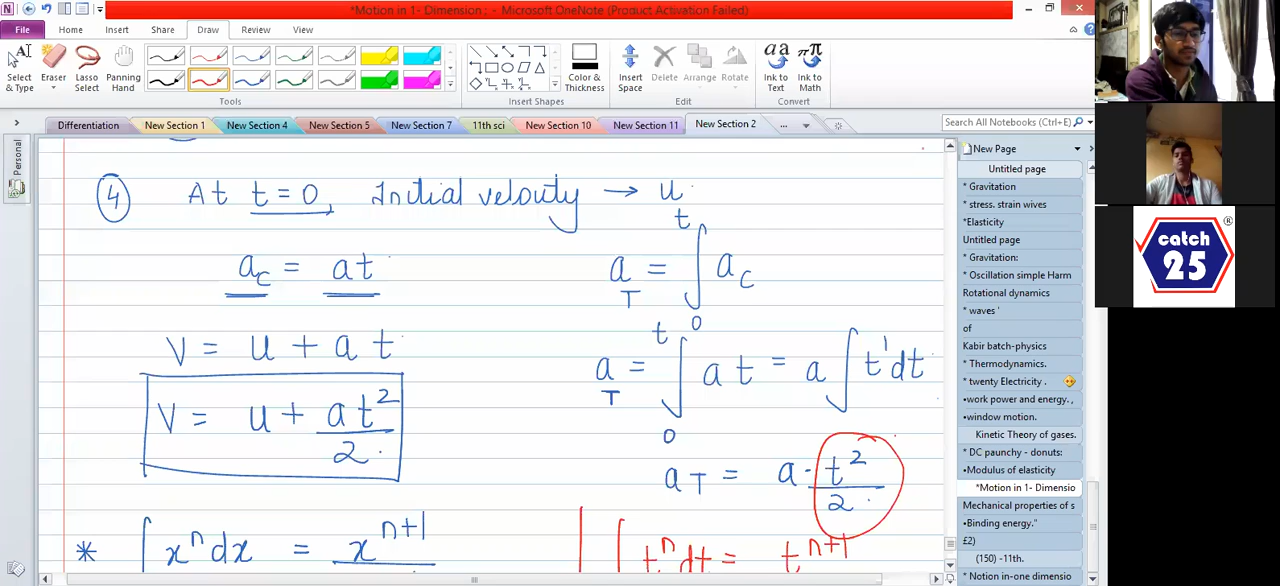 *Motion in 1- Dimension : - Microsoft OneNote (Product Activation Failed)
File Home Insert Share Draw Review View
Select & Type Eraser Lasso Select Panning Hand
Color & Thickness
Insert Space Delete Arrange Rotate
Ink to Text Ink to Math
Tools Insert Shapes Edit Convert
Differentiation New Section 1 New Section 4 New Section 5 New Section 7 11th sci New Section 10 New Section 11 New Section 2 ...
Search All Notebooks (Ctrl+E)
Personal
④ At t = 0, Initial velouity → u
a_c = at
a_T = ∫_0^t a_c
v = u + a t
a_T = ∫_0^t a t = a ∫ t^1 dt
v = u + at^2/2
a_T = a · t^2/2
* ∫ x^n dx = x^{n+1}
∫ t^n dt = t^{n+1}
New Page
Untitled page
* Gravitation
* stress. strain wives
*Elasticity
Untitled page
* Gravitation:
* Oscillation simple Harm
Rotational dynamics
* waves '
of
Kabir batch-physics
* Thermodynamics.
* twenty Electricity .
•work power and energy. ,
•window motion.
Kinetic Theory of gases.
* DC paunchy - donuts:
•Modulus of elasticity
*Motion in 1- Dimensio
Mechanical properties of s
•Binding energy."
£2)
(150) -11th.
* Notion in-one dimensio
catch
25
®